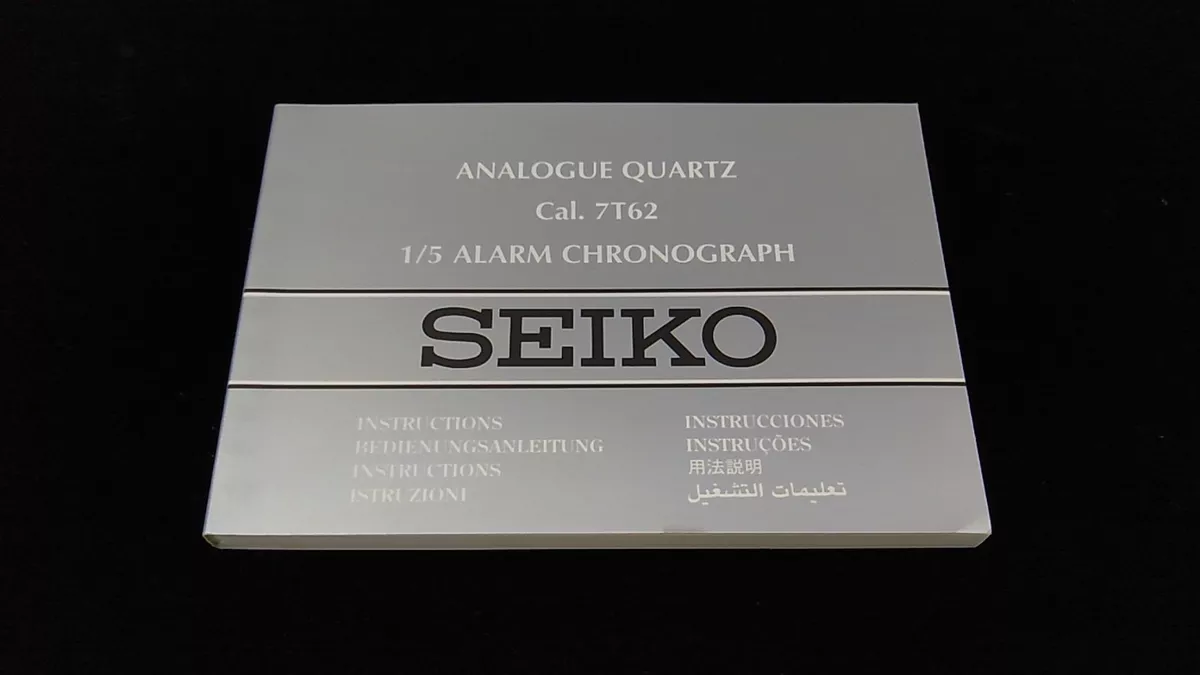 ANALOGUE QUARTZ
Cal. 7T62
1/5 ALARM CHRONOGRAPH
SEIKO
INSTRUCTIONS
BEDIENUNGSANLEITUNG
INSTRUCTIONS
ISTRUZIONI
INSTRUCCIONES
INSTRUÇÕES
用法説明
تعليمات التشغيل